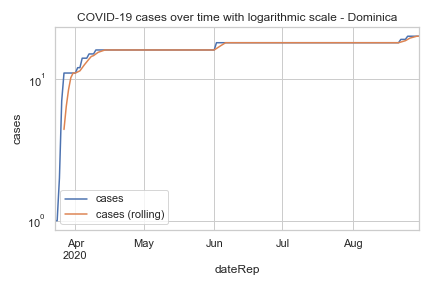 COVID-19 cases over time with logarithmic scale - Dominica
cases
10¹
10⁰
cases
cases (rolling)
Apr
2020
May
Jun
Jul
Aug
dateRep